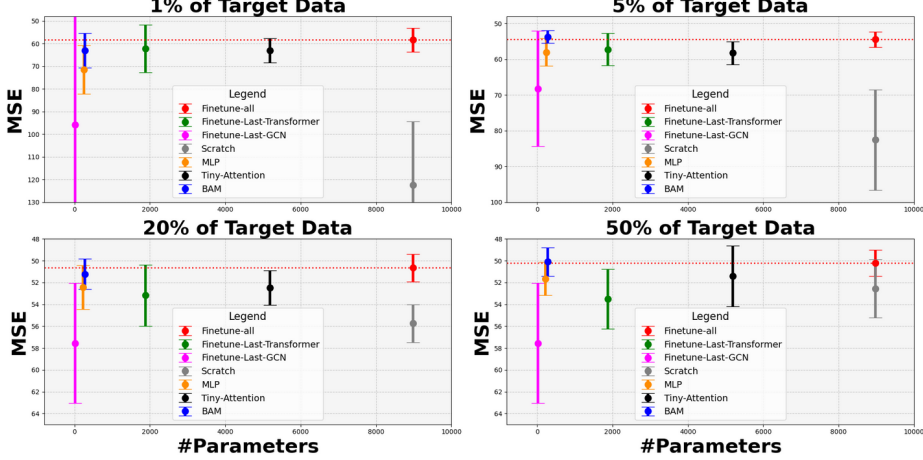 1% of Target Data
MSE
50
60
70
80
90
100
110
120
130
0
2000
4000
6000
8000
10000
Legend
Finetune-all
Finetune-Last-Transformer
Finetune-Last-GCN
Scratch
MLP
Tiny-Attention
BAM
5% of Target Data
MSE
50
60
70
80
90
100
0
2000
4000
6000
8000
10000
Legend
Finetune-all
Finetune-Last-Transformer
Finetune-Last-GCN
Scratch
MLP
Tiny-Attention
BAM
20% of Target Data
MSE
48
50
52
54
56
58
60
62
64
0
2000
4000
6000
8000
10000
Legend
Finetune-all
Finetune-Last-Transformer
Finetune-Last-GCN
Scratch
MLP
Tiny-Attention
BAM
#Parameters
50% of Target Data
MSE
48
50
52
54
56
58
60
62
64
0
2000
4000
6000
8000
10000
Legend
Finetune-all
Finetune-Last-Transformer
Finetune-Last-GCN
Scratch
MLP
Tiny-Attention
BAM
#Parameters